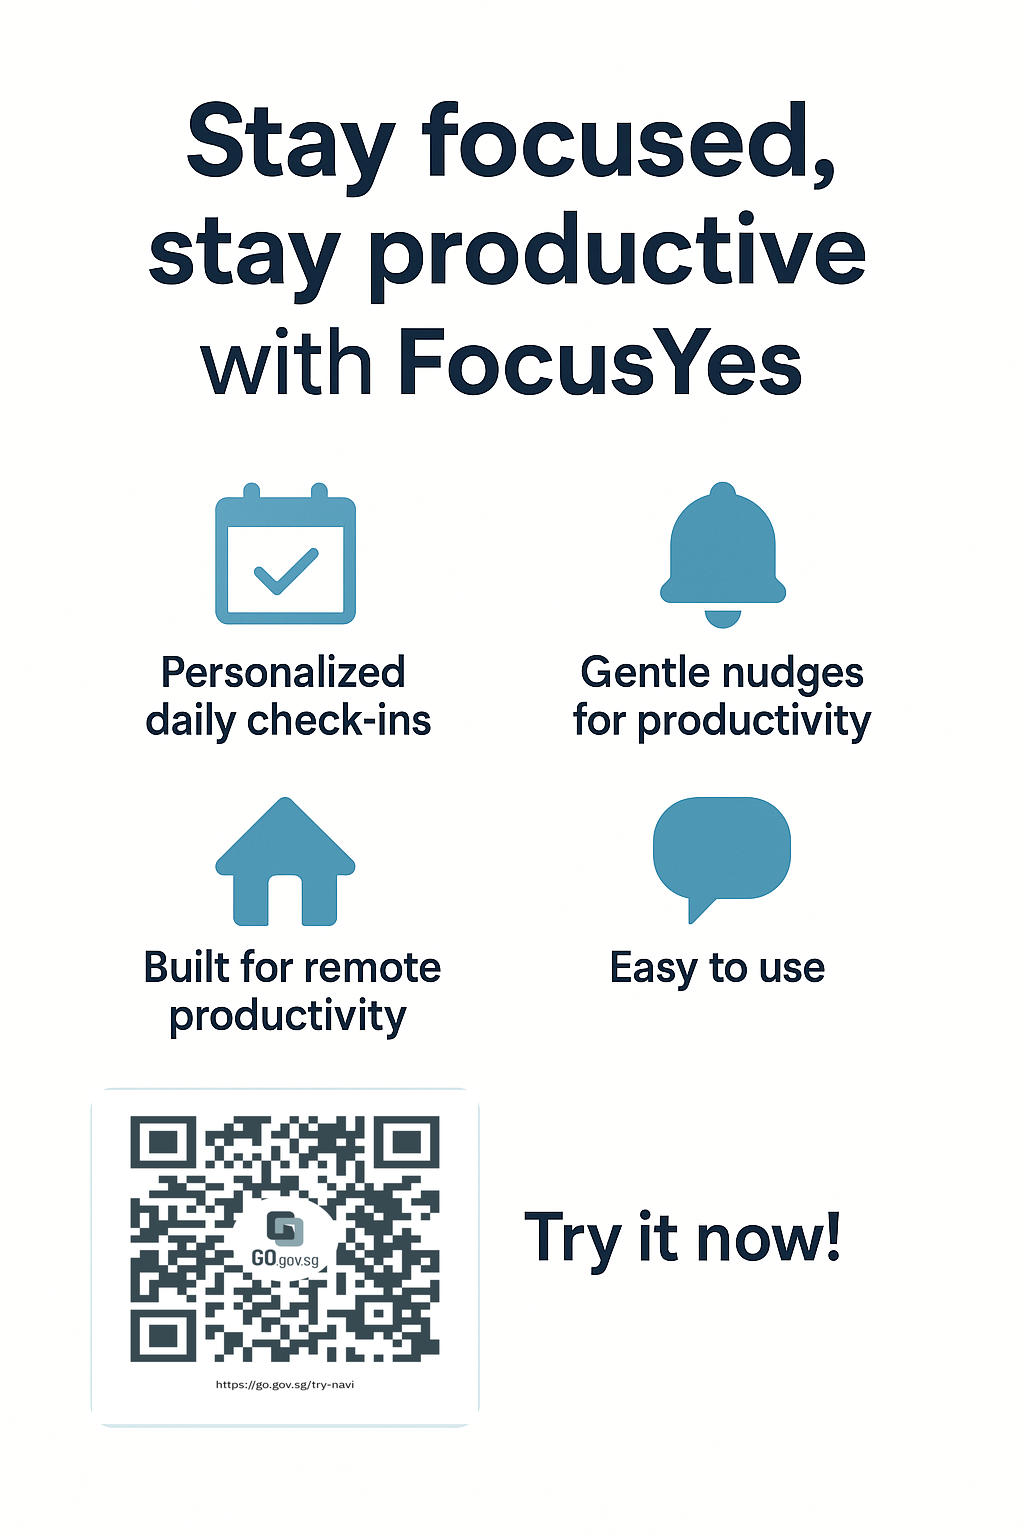 Stay focused,
stay productive
with FocusYes
Personalized
daily check-ins
Gentle nudges
for productivity
Built for remote
productivity
Easy to use
GO.gov.sg
https://go.gov.sg/try-navi
Try it now!